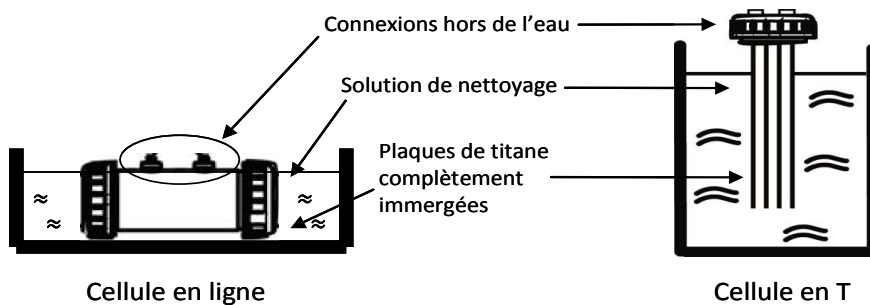 Connexions hors de l’eau
Solution de nettoyage
Plaques de titane
complètement
immergées
Cellule en ligne
Cellule en T